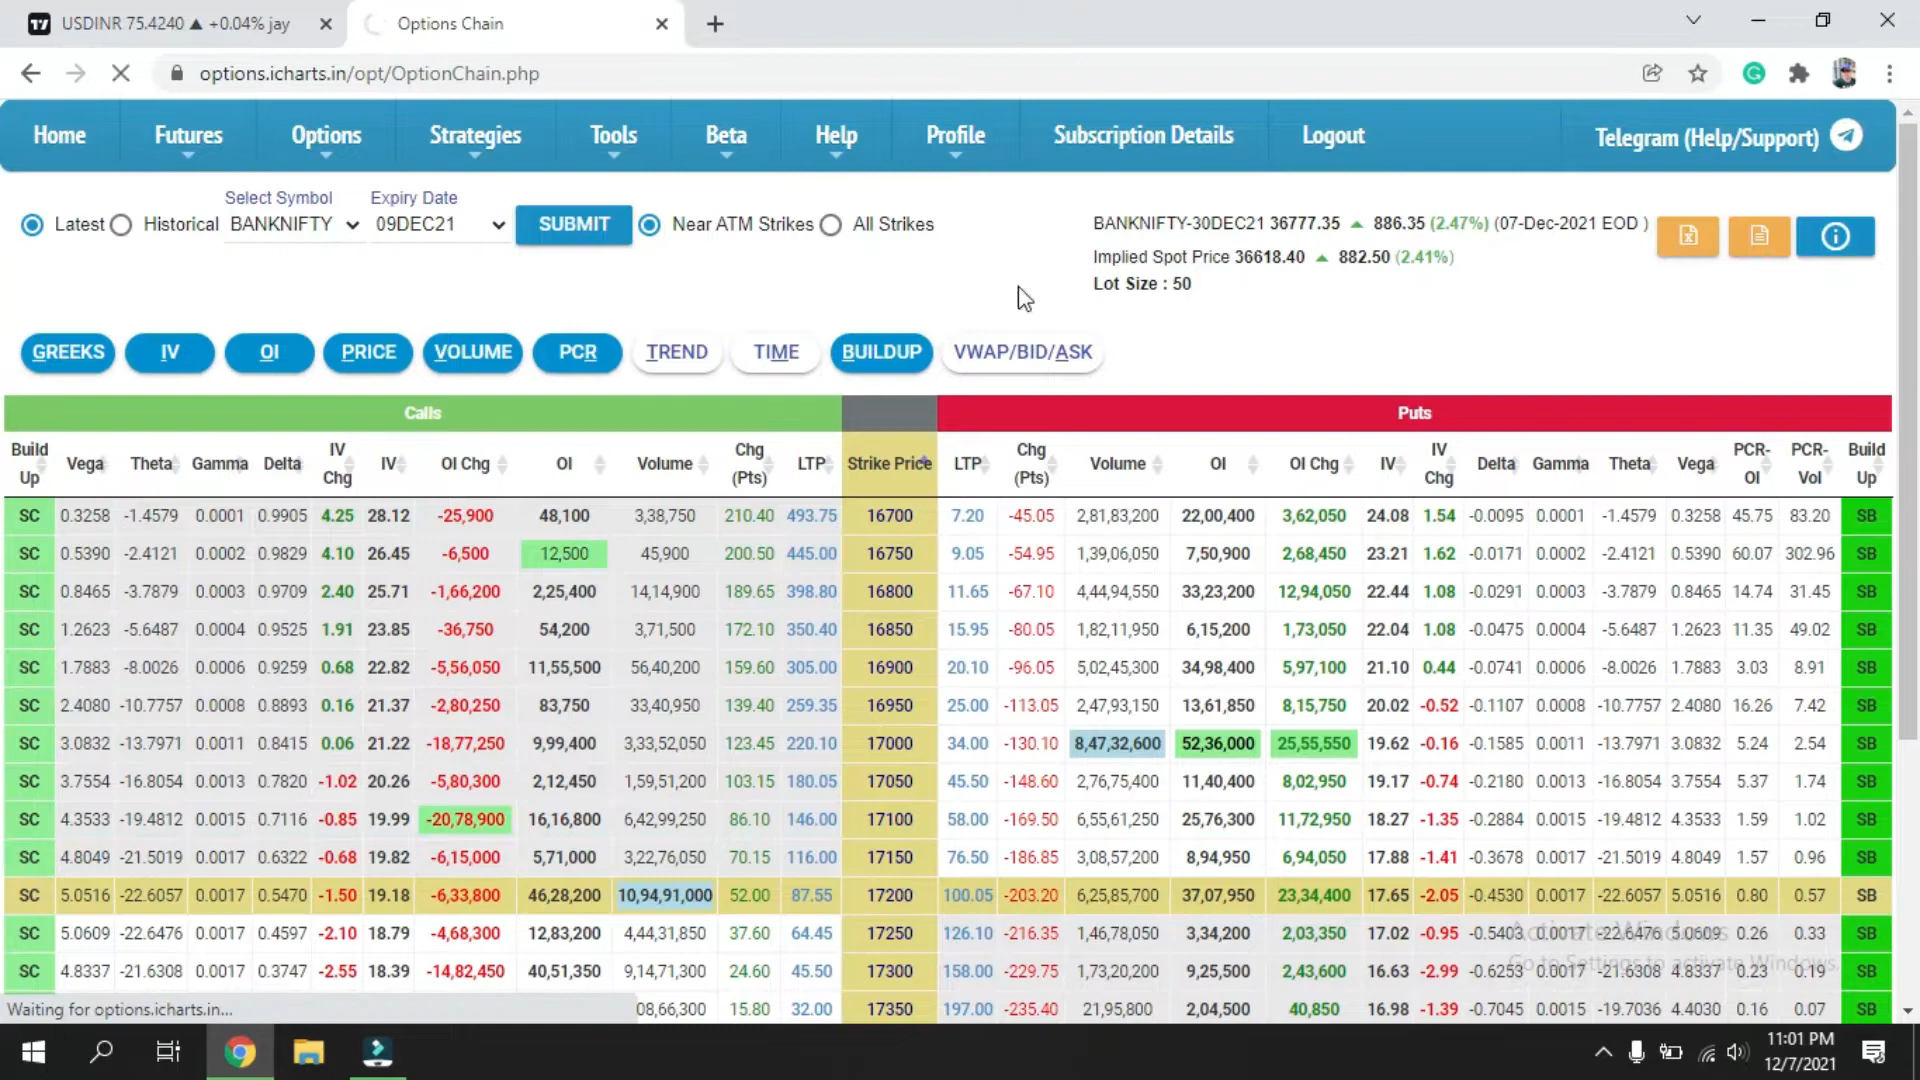 USDINR 75.4240 ▲ +0.04% jay
Options Chain
options.icharts.in/opt/OptionChain.php
Home Futures Options Strategies Tools Beta Help Profile Subscription Details Logout Telegram (Help/Support)
Select Symbol Expiry Date
Latest Historical BANKNIFTY 09DEC21 SUBMIT Near ATM Strikes All Strikes
BANKNIFTY-30DEC21 36777.35 ▲ 886.35 (2.47%) (07-Dec-2021 EOD )
Implied Spot Price 36618.40 ▲ 882.50 (2.41%)
Lot Size : 50
GREEKS IV OI PRICE VOLUME PCR TREND TIME BUILDUP VWAP/BID/ASK
Calls Puts
Build Up Vega Theta Gamma Delta IV Chg IV OI Chg OI Volume Chg (Pts) LTP Strike Price LTP Chg (Pts) Volume OI OI Chg IV IV Chg Delta Gamma Theta Vega PCR-OI PCR-Vol Build Up
SC 0.3258 -1.4579 0.0001 0.9905 4.25 28.12 -25,900 48,100 3,38,750 210.40 493.75 16700 7.20 -45.05 2,81,83,200 22,00,400 3,62,050 24.08 1.54 -0.0095 0.0001 -1.4579 0.3258 45.75 83.20 SB
SC 0.5390 -2.4121 0.0002 0.9829 4.10 26.45 -6,500 12,500 45,900 200.50 445.00 16750 9.05 -54.95 1,39,06,050 7,50,900 2,68,450 23.21 1.62 -0.0171 0.0002 -2.4121 0.5390 60.07 302.96 SB
SC 0.8465 -3.7879 0.0003 0.9709 2.40 25.71 -1,66,200 2,25,400 14,14,900 189.65 398.80 16800 11.65 -67.10 4,44,94,550 33,23,200 12,94,050 22.44 1.08 -0.0291 0.0003 -3.7879 0.8465 14.74 31.45 SB
SC 1.2623 -5.6487 0.0004 0.9525 1.91 23.85 -36,750 54,200 3,71,500 172.10 350.40 16850 15.95 -80.05 1,82,11,950 6,15,200 1,73,050 22.04 1.08 -0.0475 0.0004 -5.6487 1.2623 11.35 49.02 SB
SC 1.7883 -8.0026 0.0006 0.9259 0.68 22.82 -5,56,050 11,55,500 56,40,200 159.60 305.00 16900 20.10 -96.05 5,02,45,300 34,98,400 5,97,100 21.10 0.44 -0.0741 0.0006 -8.0026 1.7883 3.03 8.91 SB
SC 2.4080 -10.7757 0.0008 0.8893 0.16 21.37 -2,80,250 83,750 33,40,950 139.40 259.35 16950 25.00 -113.05 2,47,93,150 13,61,850 8,15,750 20.02 -0.52 -0.1107 0.0008 -10.7757 2.4080 16.26 7.42 SB
SC 3.0832 -13.7971 0.0011 0.8415 0.06 21.22 -18,77,250 9,99,400 3,33,52,050 123.45 220.10 17000 34.00 -130.10 8,47,32,600 52,36,000 25,55,550 19.62 -0.16 -0.1585 0.0011 -13.7971 3.0832 5.24 2.54 SB
SC 3.7554 -16.8054 0.0013 0.7820 -1.02 20.26 -5,80,300 2,12,450 1,59,51,200 103.15 180.05 17050 45.50 -148.60 2,76,75,400 11,40,400 8,02,950 19.17 -0.74 -0.2180 0.0013 -16.8054 3.7554 5.37 1.74 SB
SC 4.3533 -19.4812 0.0015 0.7116 -0.85 19.99 -20,78,900 16,16,800 6,42,99,250 86.10 146.00 17100 58.00 -169.50 6,55,61,250 25,76,300 11,72,950 18.27 -1.35 -0.2884 0.0015 -19.4812 4.3533 1.59 1.02 SB
SC 4.8049 -21.5019 0.0017 0.6322 -0.68 19.82 -6,15,000 5,71,000 3,22,76,050 70.15 116.00 17150 76.50 -186.85 3,08,57,200 8,94,950 6,94,050 17.88 -1.41 -0.3678 0.0017 -21.5019 4.8049 1.57 0.96 SB
SC 5.0516 -22.6057 0.0017 0.5470 -1.50 19.18 -6,33,800 46,28,200 10,94,91,000 52.00 87.55 17200 100.05 -203.20 6,25,85,700 37,07,950 23,34,400 17.65 -2.05 -0.4530 0.0017 -22.6057 5.0516 0.80 0.57 SB
SC 5.0609 -22.6476 0.0017 0.4597 -2.10 18.79 -4,68,300 12,83,200 4,44,31,850 37.60 64.45 17250 126.10 -216.35 1,46,78,050 3,34,200 2,03,350 17.02 -0.95 -0.5403 0.0017 -22.6476 5.0609 0.26 0.33 SB
Activate Windows
SC 4.8337 -21.6308 0.0017 0.3747 -2.55 18.39 -14,82,450 40,51,350 9,14,71,300 24.60 45.50 17300 158.00 -229.75 1,73,20,200 9,25,500 2,43,600 16.63 -2.99 -0.6253 0.0017 -21.6308 4.8337 0.23 0.19 SB
Go to Settings to activate Windows.
Waiting for options.icharts.in... 08,66,300 15.80 32.00 17350 197.00 -235.40 21,95,800 2,04,500 40,850 16.98 -1.39 -0.7045 0.0015 -19.7036 4.4030 0.16 0.07 SB
11:01 PM
12/7/2021